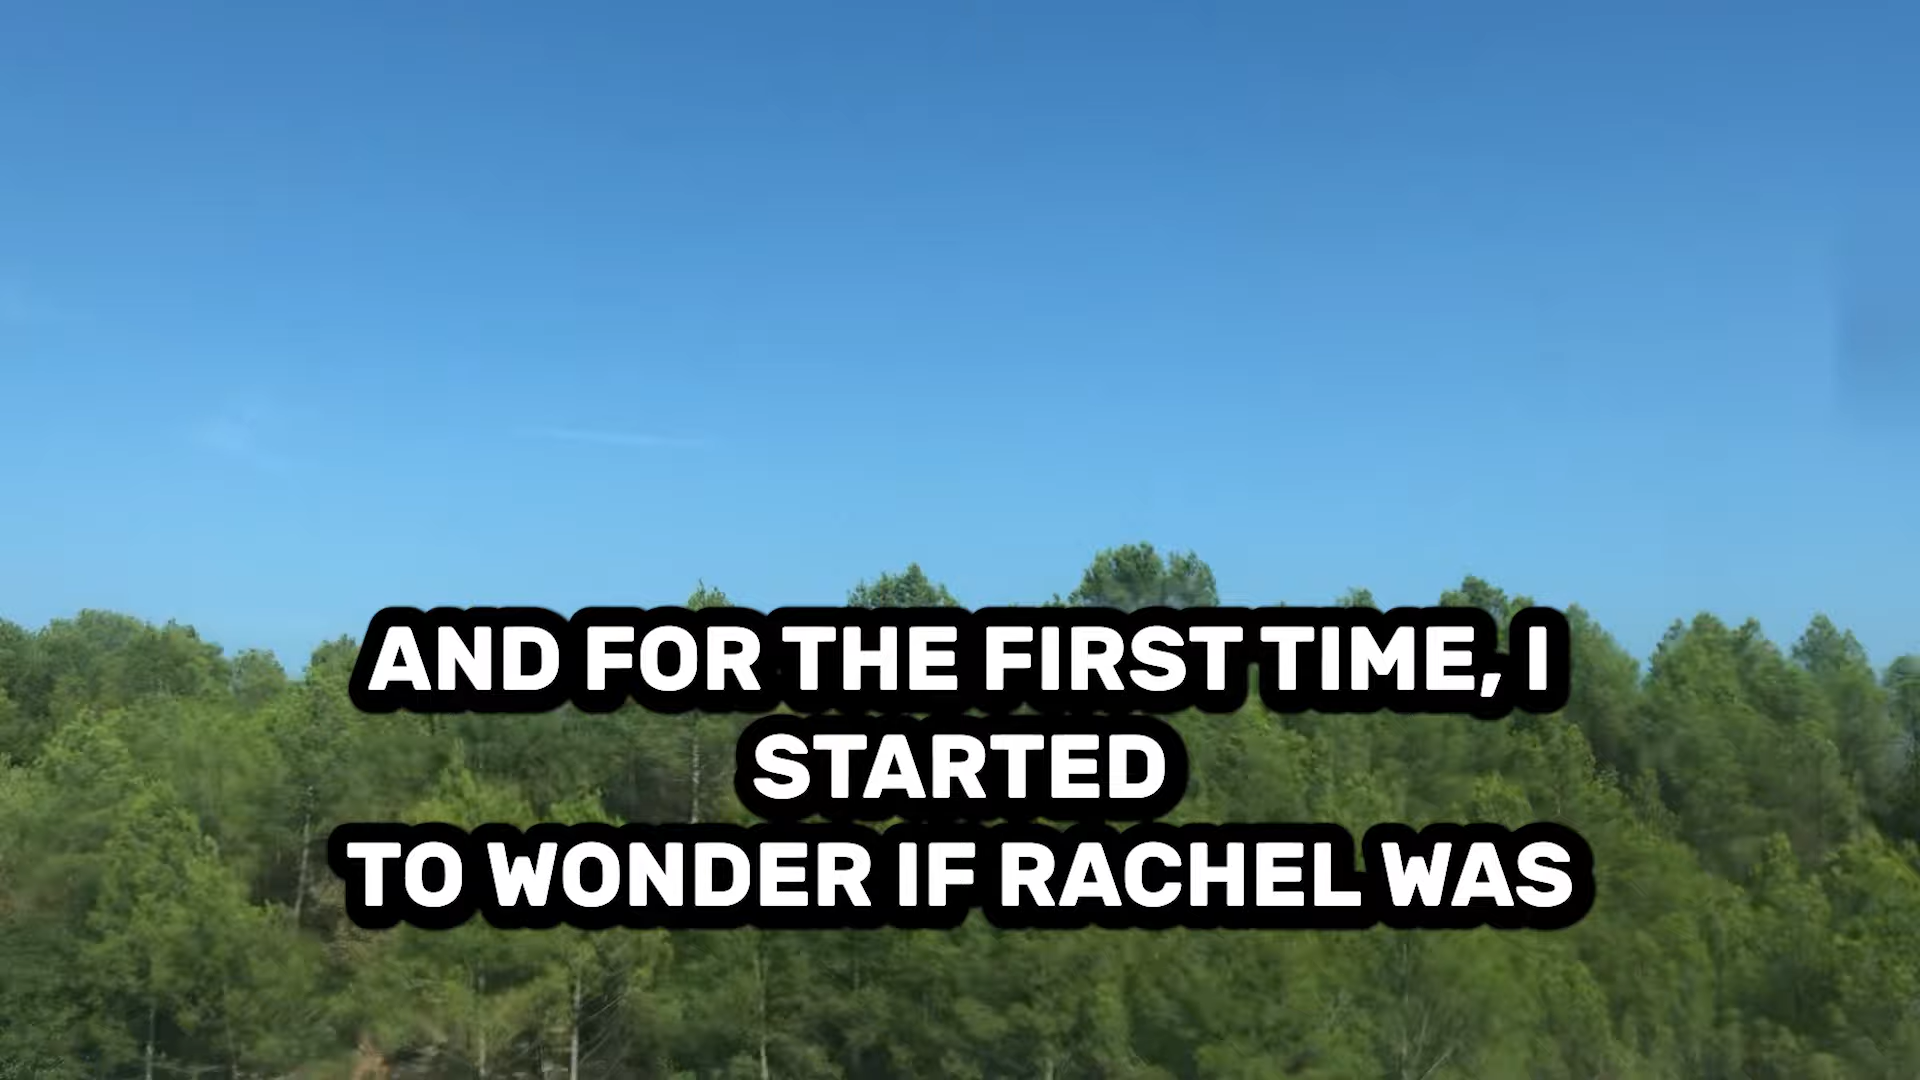 AND FOR THE FIRST TIME, I
STARTED
TO WONDER IF RACHEL WAS